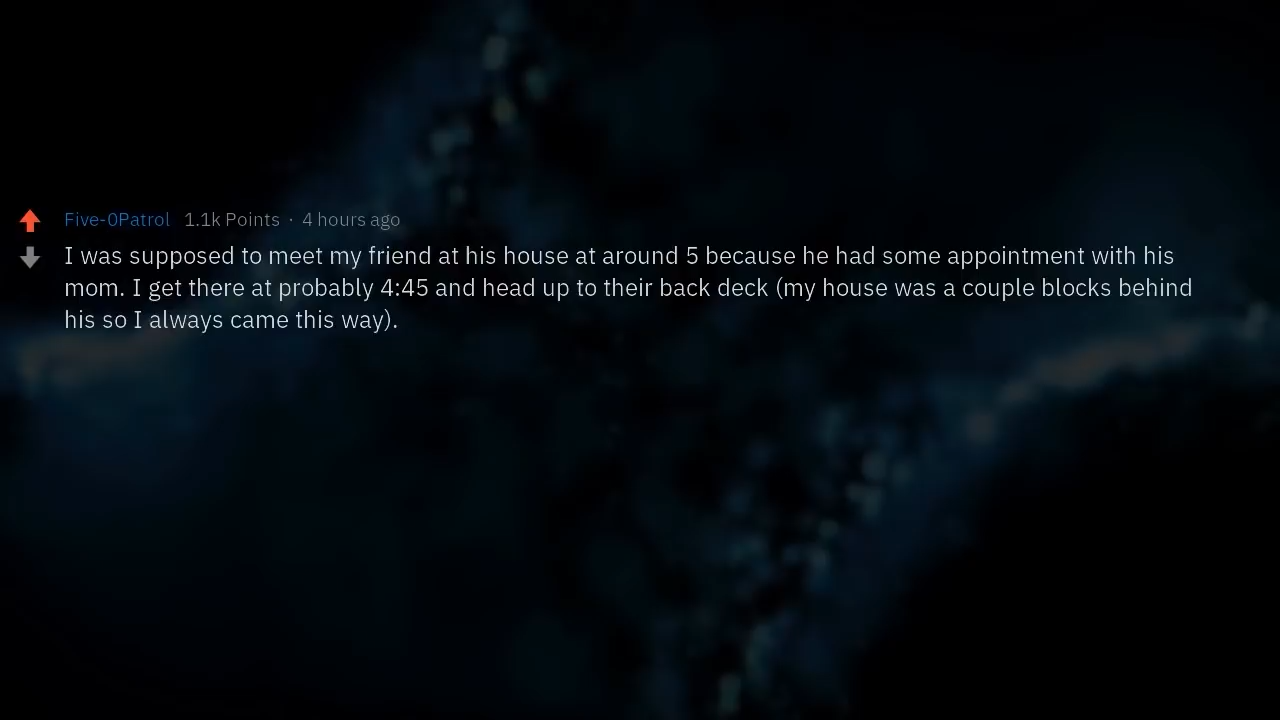 Five-0Patrol 1.1k Points · 4 hours ago
I was supposed to meet my friend at his house at around 5 because he had some appointment with his
mom. I get there at probably 4:45 and head up to their back deck (my house was a couple blocks behind
his so I always came this way).